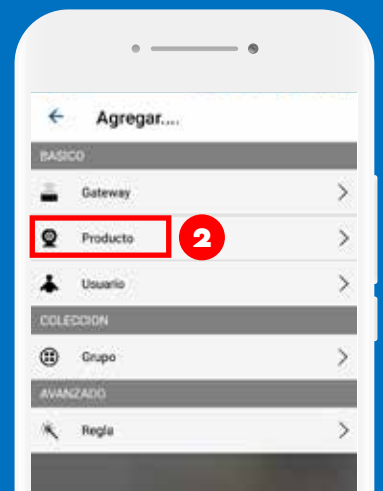 Agregar....
BASICO
Gateway
Producto 2
Usuario
COLECCION
Grupo
AVANZADO
Regla